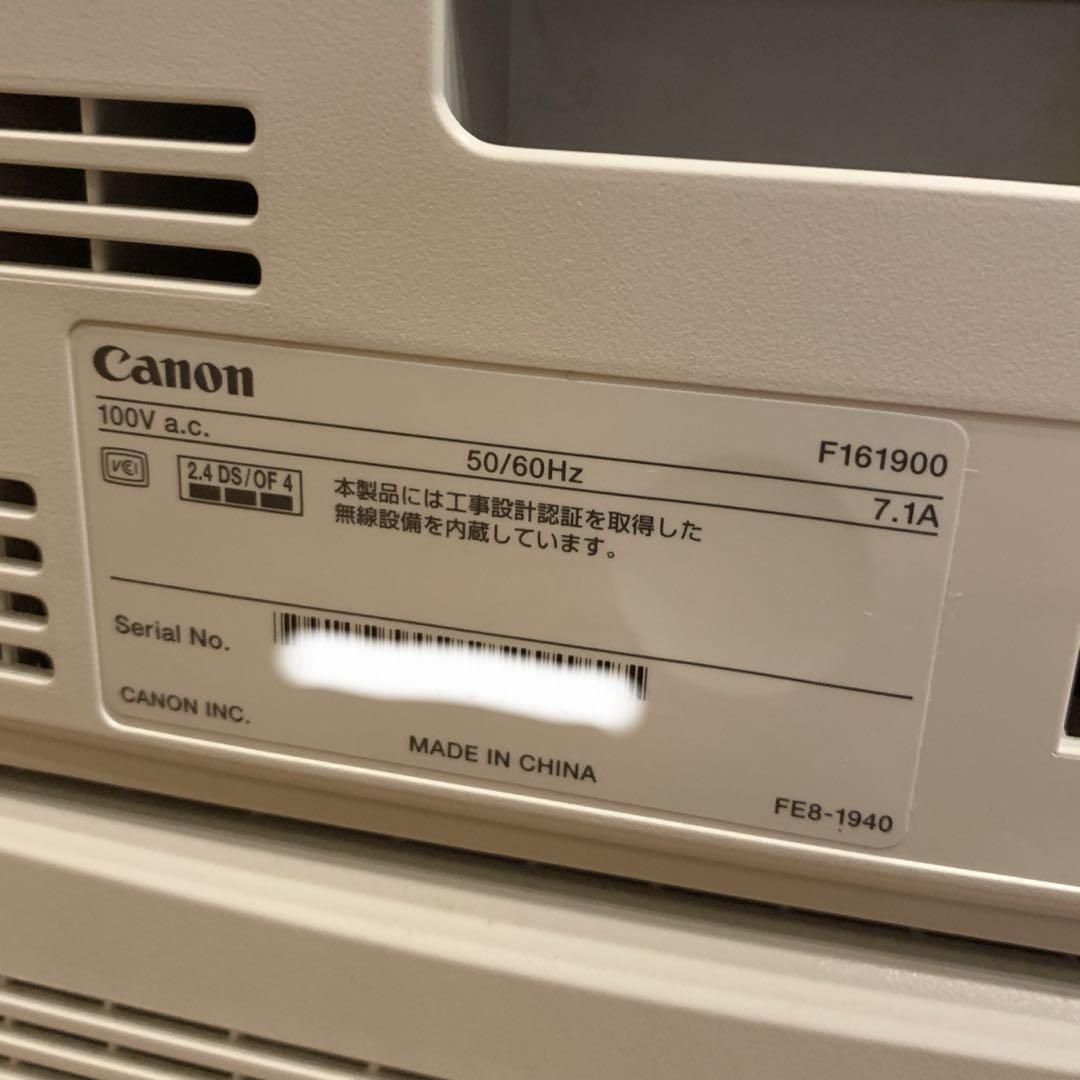 Canon
F161900
100V a.c.
50/60Hz
7.1A
VCCI
2.4 DS/OF 4
本製品には工事設計認証を取得した
無線設備を内蔵しています。
Serial No.
CANON INC.
MADE IN CHINA
FE8-1940